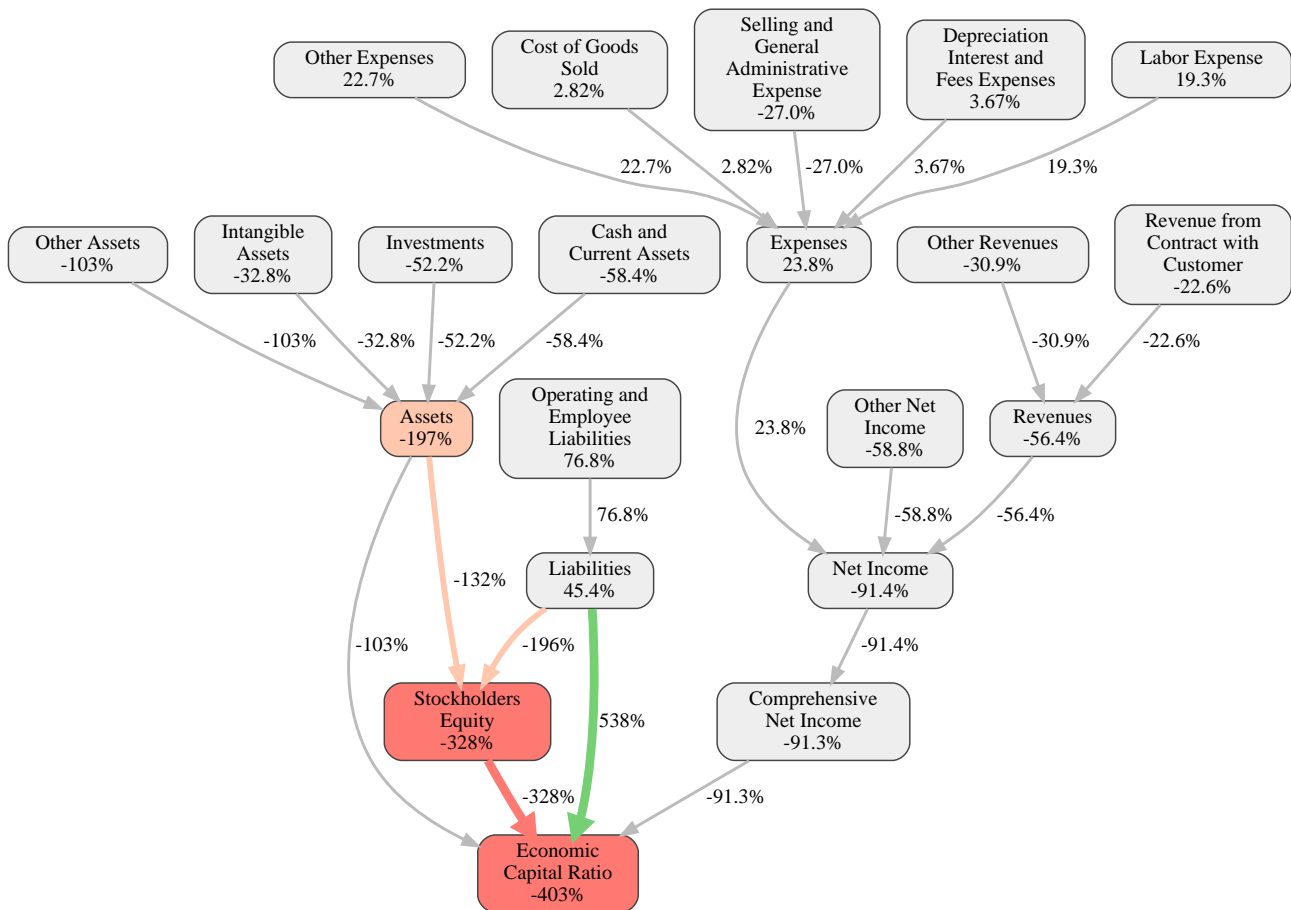 Other Expenses
22.7%
Cost of Goods
Sold
2.82%
Selling and
General
Administrative
Expense
-27.0%
Depreciation
Interest and
Fees Expenses
3.67%
Labor Expense
19.3%
22.7%
2.82%
-27.0%
3.67%
19.3%
Other Assets
-103%
Intangible
Assets
-32.8%
Investments
-52.2%
Cash and
Current Assets
-58.4%
Expenses
23.8%
Other Revenues
-30.9%
Revenue from
Contract with
Customer
-22.6%
-103%
-32.8%
-52.2%
-58.4%
-30.9%
-22.6%
Assets
-197%
Operating and
Employee
Liabilities
76.8%
23.8%
Other Net
Income
-58.8%
Revenues
-56.4%
76.8%
-58.8%
-56.4%
-132%
Liabilities
45.4%
Net Income
-91.4%
-103%
-196%
-91.4%
Stockholders
Equity
-328%
538%
Comprehensive
Net Income
-91.3%
-328%
-91.3%
Economic
Capital Ratio
-403%